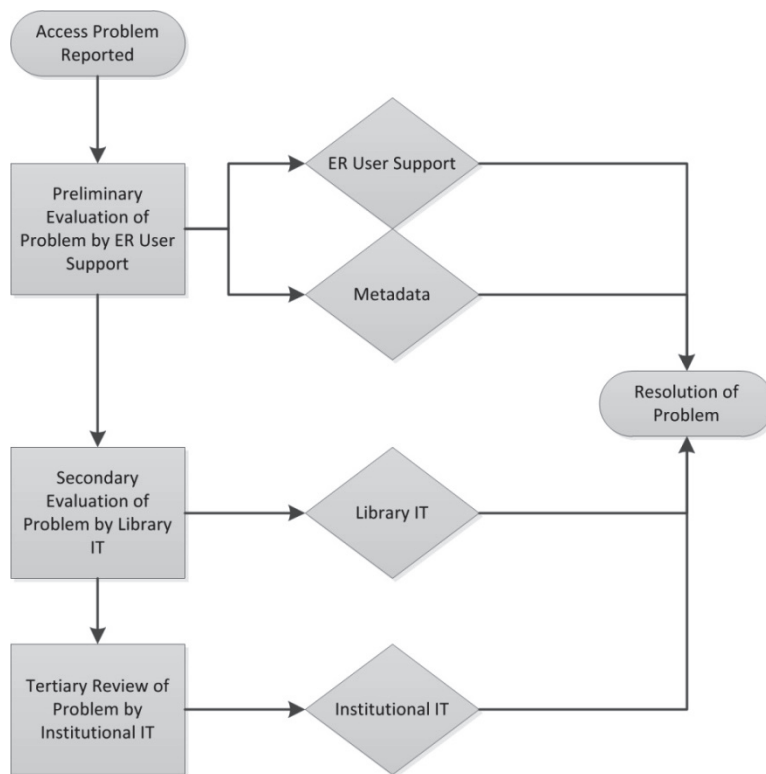 Access Problem
Reported
Preliminary
Evaluation of
Problem by ER User
Support
ER User Support
Metadata
Resolution of
Problem
Secondary
Evaluation of
Problem by Library
IT
Library IT
Tertiary Review of
Problem by
Institutional IT
Institutional IT